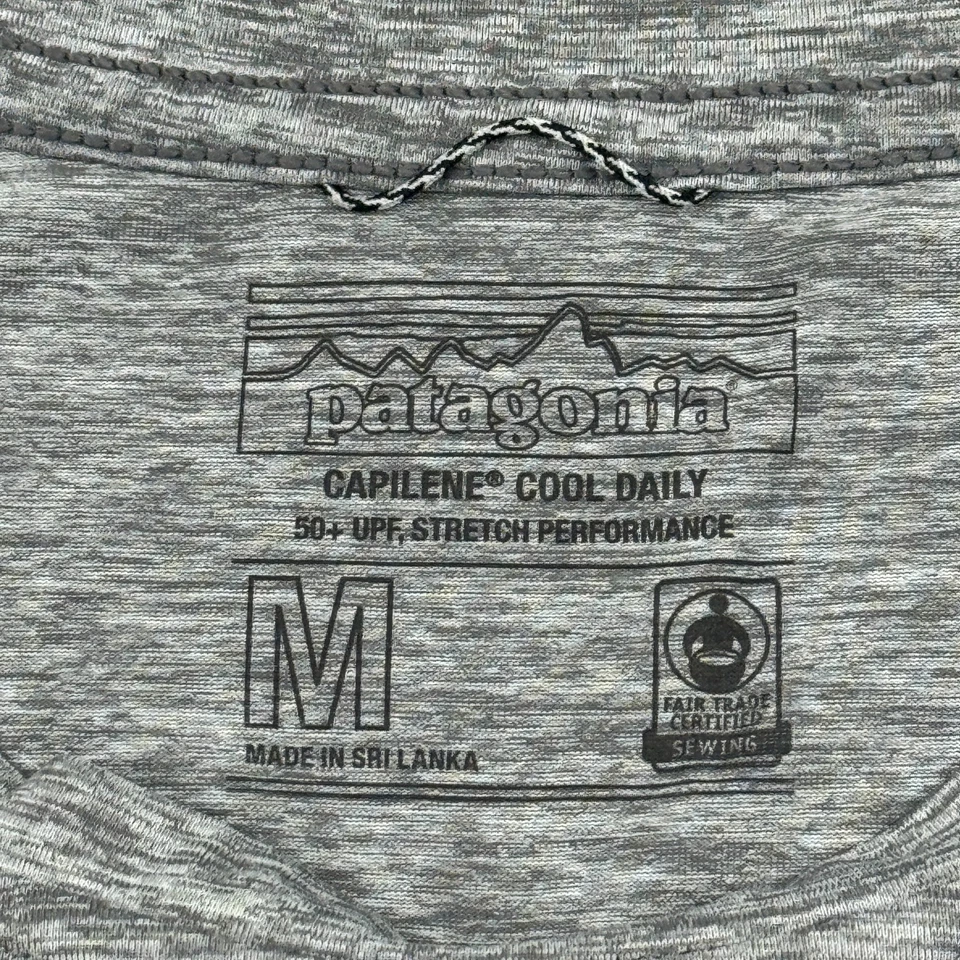 patagonia®
CAPILENE® COOL DAILY
50+ UPF, STRETCH PERFORMANCE
M
MADE IN SRI LANKA
FAIR TRADE
CERTIFIED
SEWING